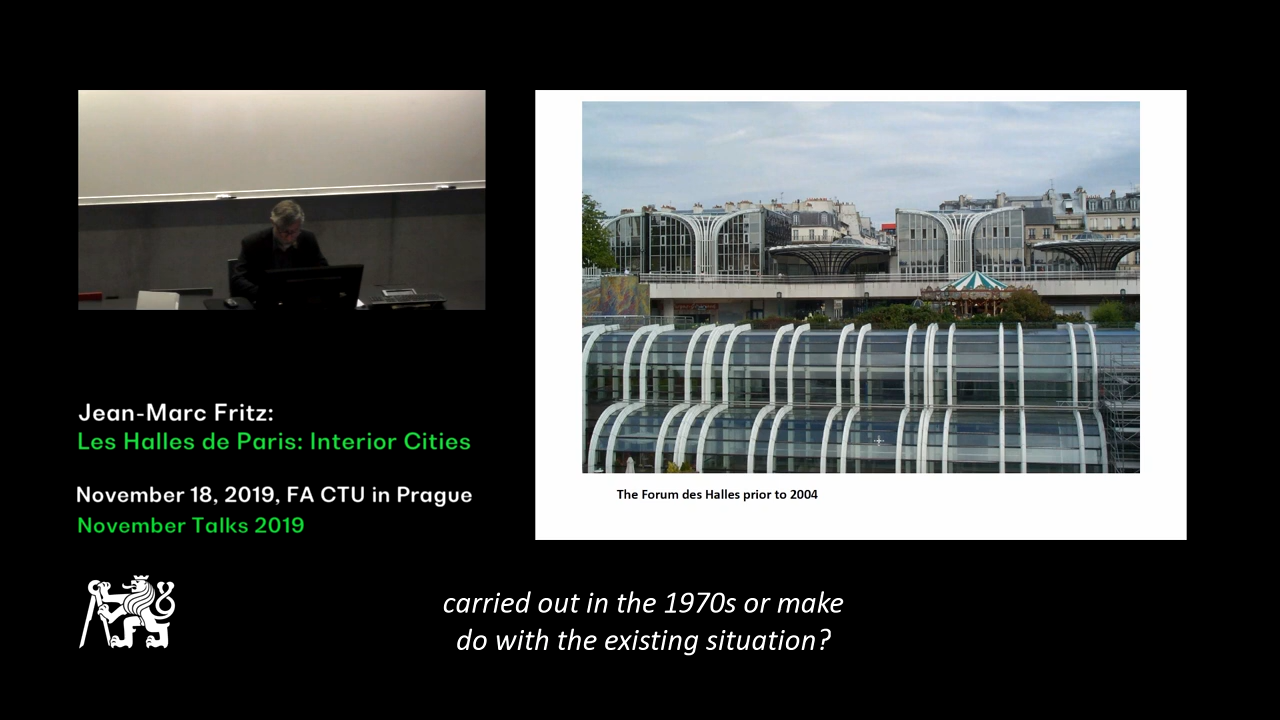 Jean-Marc Fritz:
Les Halles de Paris: Interior Cities
November 18, 2019, FA CTU in Prague
November Talks 2019
The Forum des Halles prior to 2004
carried out in the 1970s or make
do with the existing situation?